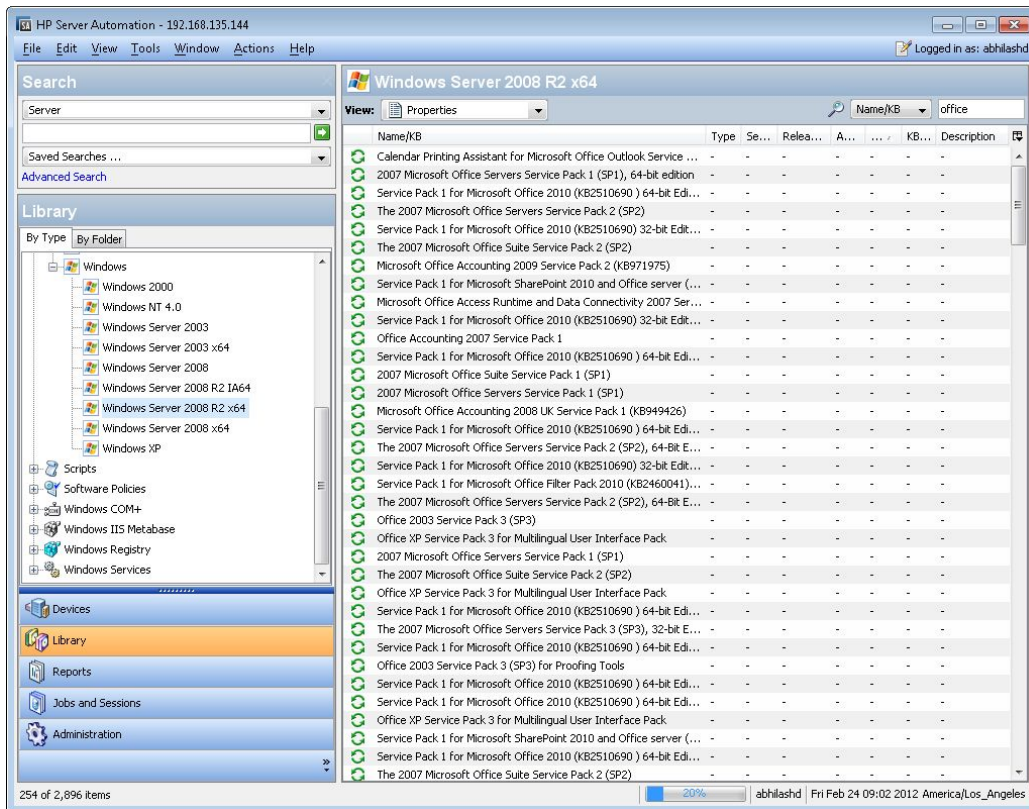 HP Server Automation - 192.168.135.144
File Edit View Tools Window Actions Help
Logged in as: abhilashd
Search
Server
Saved Searches ...
Advanced Search
Library
By Type By Folder
Windows
Windows 2000
Windows NT 4.0
Windows Server 2003
Windows Server 2003 x64
Windows Server 2008
Windows Server 2008 R2 IA64
Windows Server 2008 R2 x64
Windows Server 2008 x64
Windows XP
Scripts
Software Policies
Windows COM+
Windows IIS Metabase
Windows Registry
Windows Services
Devices
Library
Reports
Jobs and Sessions
Administration
Windows Server 2008 R2 x64
View: Properties Name/KB office
Name/KB Type Se... Relea... A... ... KB... Description
Calendar Printing Assistant for Microsoft Office Outlook Service ... - - - - - - -
2007 Microsoft Office Servers Service Pack 1 (SP1), 64-bit edition - - - - - - -
Service Pack 1 for Microsoft Office 2010 (KB2510690 ) 64-bit Edi... - - - - - - -
The 2007 Microsoft Office Servers Service Pack 2 (SP2) - - - - - - -
Service Pack 1 for Microsoft Office 2010 (KB2510690) 32-bit Edit... - - - - - - -
The 2007 Microsoft Office Suite Service Pack 2 (SP2) - - - - - - -
Microsoft Office Accounting 2009 Service Pack 2 (KB971975) - - - - - - -
Service Pack 1 for Microsoft SharePoint 2010 and Office server (... - - - - - - -
Microsoft Office Access Runtime and Data Connectivity 2007 Ser... - - - - - - -
Service Pack 1 for Microsoft Office 2010 (KB2510690) 32-bit Edit... - - - - - - -
Office Accounting 2007 Service Pack 1 - - - - - - -
Service Pack 1 for Microsoft Office 2010 (KB2510690 ) 64-bit Edi... - - - - - - -
2007 Microsoft Office Suite Service Pack 1 (SP1) - - - - - - -
2007 Microsoft Office Servers Service Pack 1 (SP1) - - - - - - -
Microsoft Office Accounting 2008 UK Service Pack 1 (KB949426) - - - - - - -
Service Pack 1 for Microsoft Office 2010 (KB2510690 ) 64-bit Edi... - - - - - - -
The 2007 Microsoft Office Servers Service Pack 2 (SP2), 64-Bit E... - - - - - - -
Service Pack 1 for Microsoft Office 2010 (KB2510690) 32-bit Edit... - - - - - - -
Service Pack 1 for Microsoft Office Filter Pack 2010 (KB2460041)... - - - - - - -
The 2007 Microsoft Office Servers Service Pack 2 (SP2), 64-Bit E... - - - - - - -
Office 2003 Service Pack 3 (SP3) - - - - - - -
Office XP Service Pack 3 for Multilingual User Interface Pack - - - - - - -
2007 Microsoft Office Servers Service Pack 1 (SP1) - - - - - - -
The 2007 Microsoft Office Suite Service Pack 2 (SP2) - - - - - - -
Office XP Service Pack 3 for Multilingual User Interface Pack - - - - - - -
Service Pack 1 for Microsoft Office 2010 (KB2510690 ) 64-bit Edi... - - - - - - -
The 2007 Microsoft Office Servers Service Pack 3 (SP3), 32-bit E... - - - - - - -
Service Pack 1 for Microsoft Office 2010 (KB2510690 ) 64-bit Edi... - - - - - - -
Office 2003 Service Pack 3 (SP3) for Proofing Tools - - - - - - -
Service Pack 1 for Microsoft Office 2010 (KB2510690 ) 64-bit Edi... - - - - - - -
Service Pack 1 for Microsoft Office 2010 (KB2510690 ) 64-bit Edi... - - - - - - -
Office XP Service Pack 3 for Multilingual User Interface Pack - - - - - - -
Service Pack 1 for Microsoft SharePoint 2010 and Office server (... - - - - - - -
Service Pack 1 for Microsoft Office 2010 (KB2510690 ) 64-bit Edi... - - - - - - -
The 2007 Microsoft Office Suite Service Pack 2 (SP2) - - - - - - -
254 of 2,896 items 20% abhilashd Fri Feb 24 09:02 2012 America/Los_Angeles